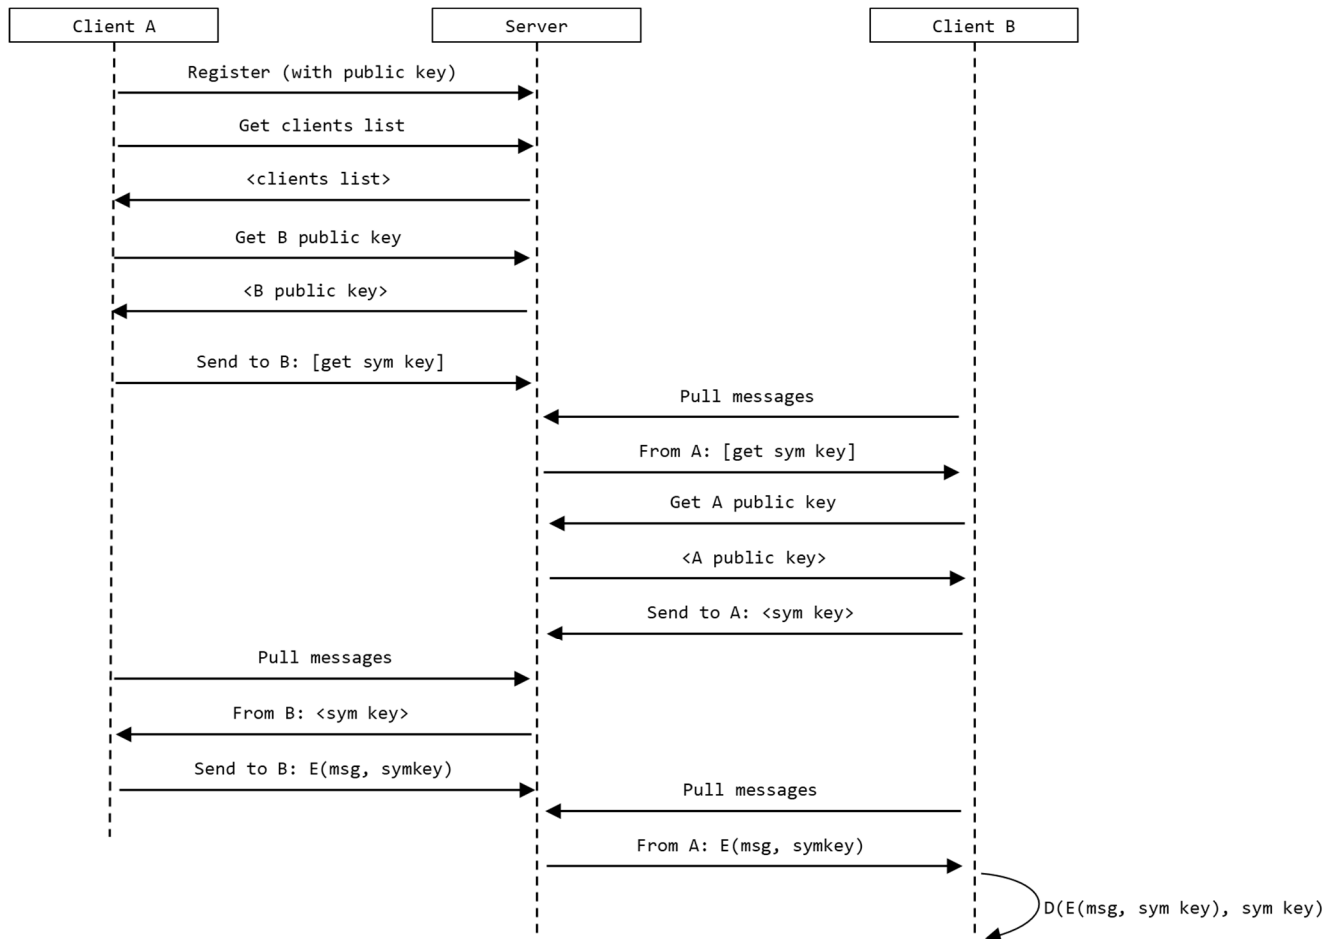 Client A
Server
Client B
Register (with public key)
Get clients list
<clients list>
Get B public key
<B public key>
Send to B: [get sym key]
Pull messages
From A: [get sym key]
Get A public key
<A public key>
Send to A: <sym key>
Pull messages
From B: <sym key>
Send to B: E(msg, symkey)
Pull messages
From A: E(msg, symkey)
D(E(msg, sym key), sym key)